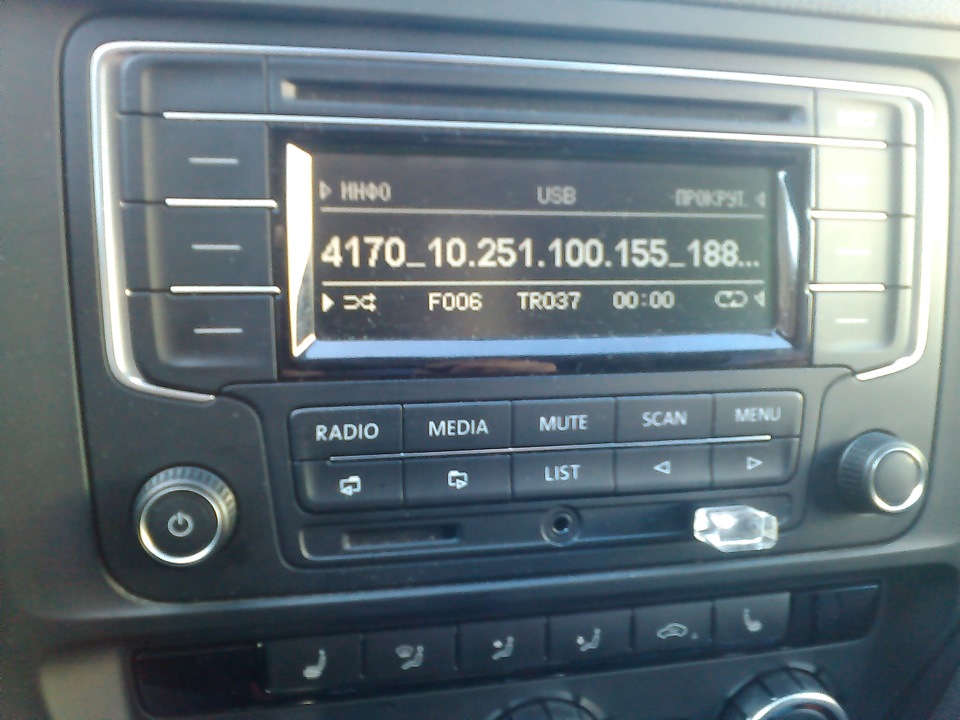 ИНФО USB ПРОКРУТ.
4170_10.251.100.155_188...
F006 TR037 00:00
RADIO MEDIA MUTE SCAN MENU
LIST